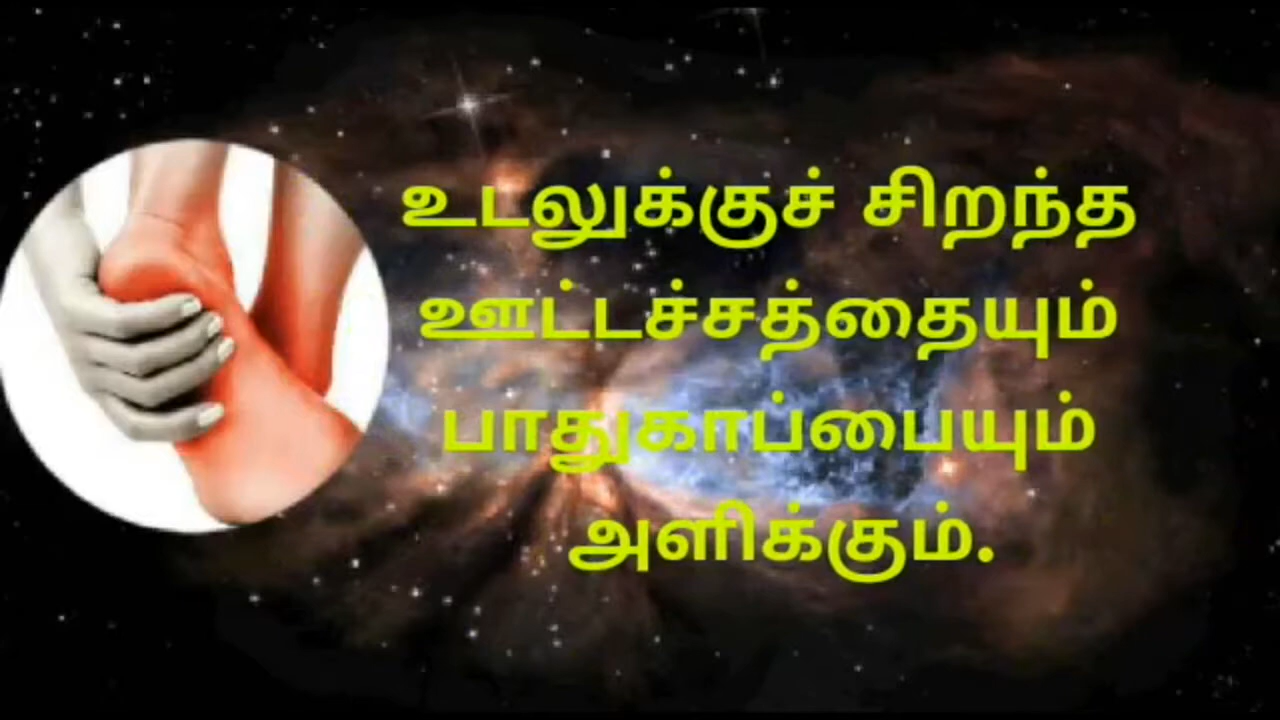 உடலுக்குச் சிறந்த
ஊட்டச்சத்தையும்
பாதுகாப்பையும்
அளிக்கும்.